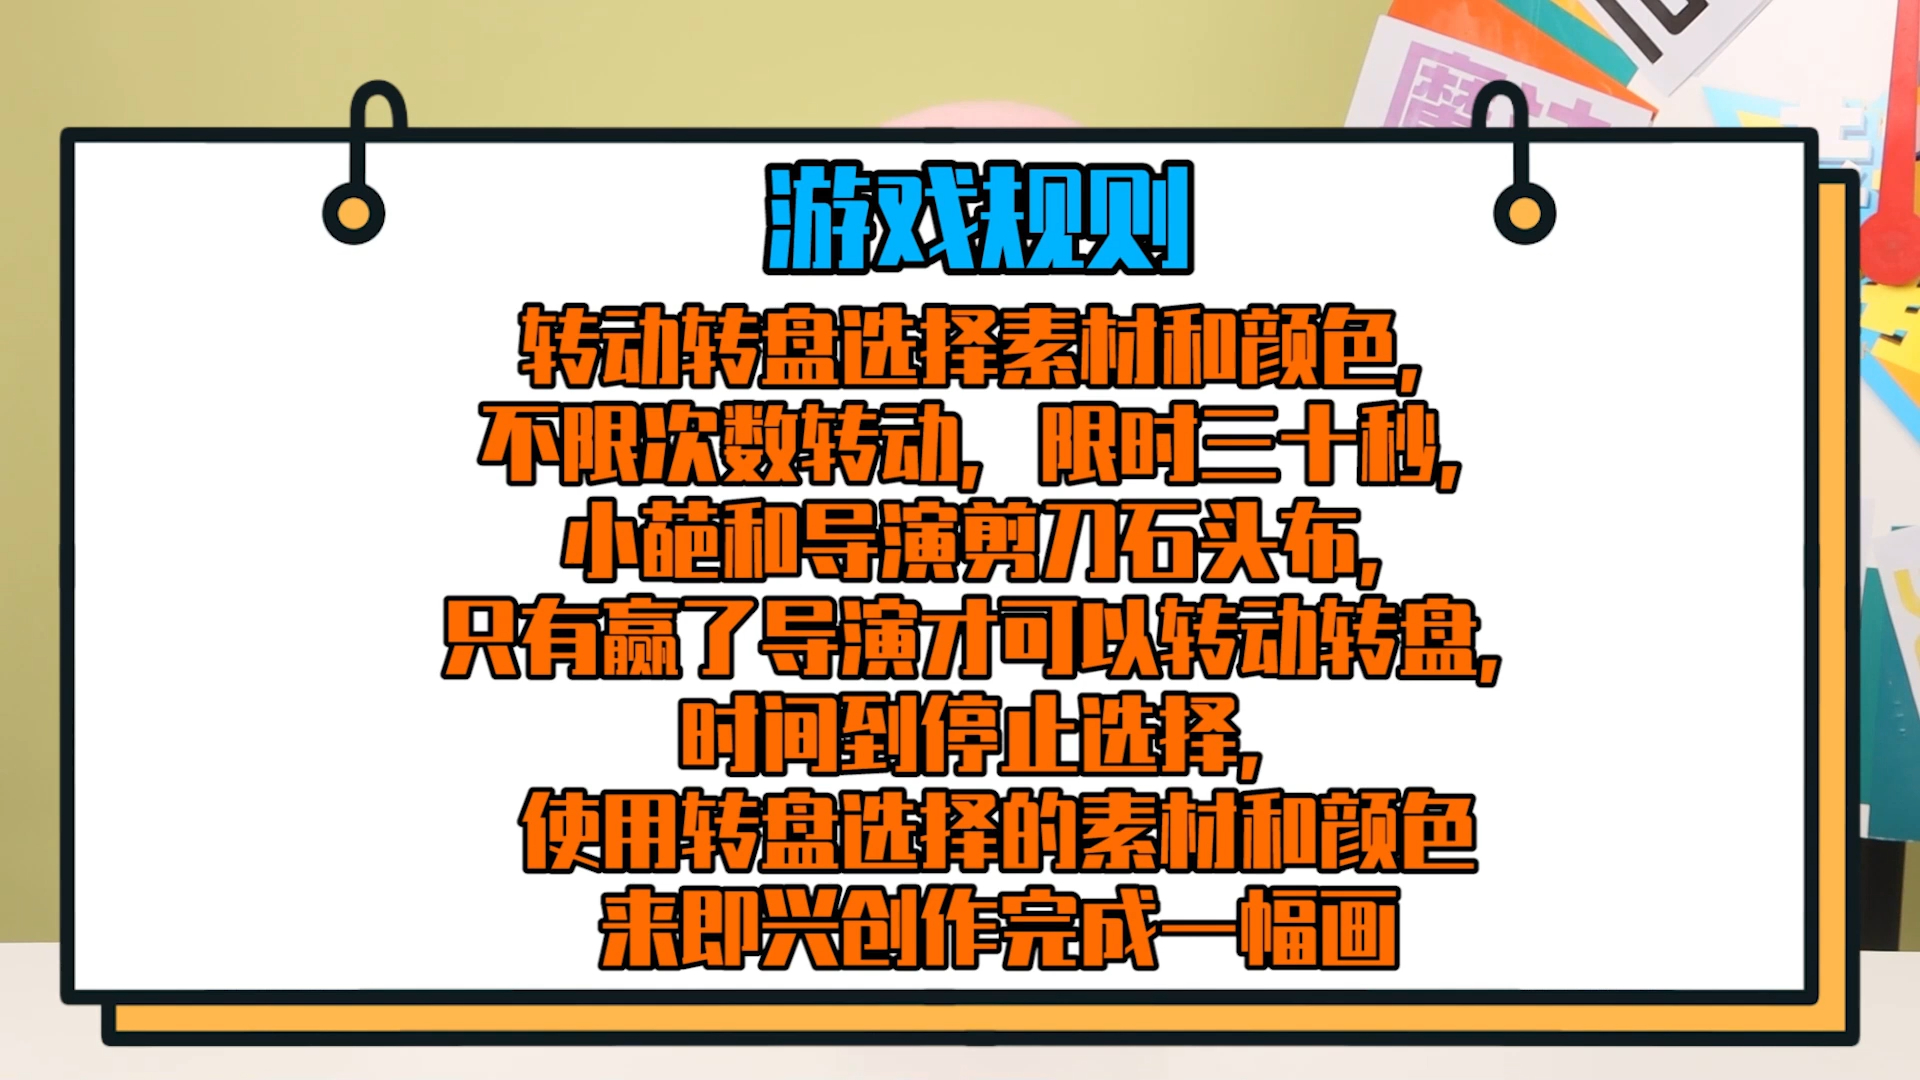 游戏规则
转动转盘选择素材和颜色,
不限次数转动, 限时三十秒,
小葩和导演剪刀石头布,
只有赢了导演才可以转动转盘,
时间到停止选择,
使用转盘选择的素材和颜色
来即兴创作完成一幅画